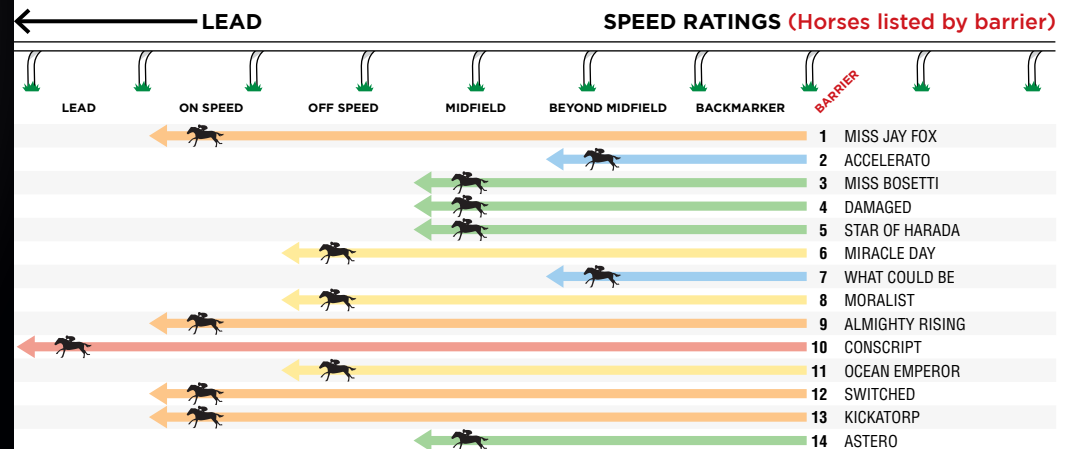 LEAD SPEED RATINGS (Horses listed by barrier)
LEAD ON SPEED OFF SPEED MIDFIELD BEYOND MIDFIELD BACKMARKER BARRIER
1 MISS JAY FOX
2 ACCELERATO
3 MISS BOSETTI
4 DAMAGED
5 STAR OF HARADA
6 MIRACLE DAY
7 WHAT COULD BE
8 MORALIST
9 ALMIGHTY RISING
10 CONSCRIPT
11 OCEAN EMPEROR
12 SWITCHED
13 KICKATORP
14 ASTERO